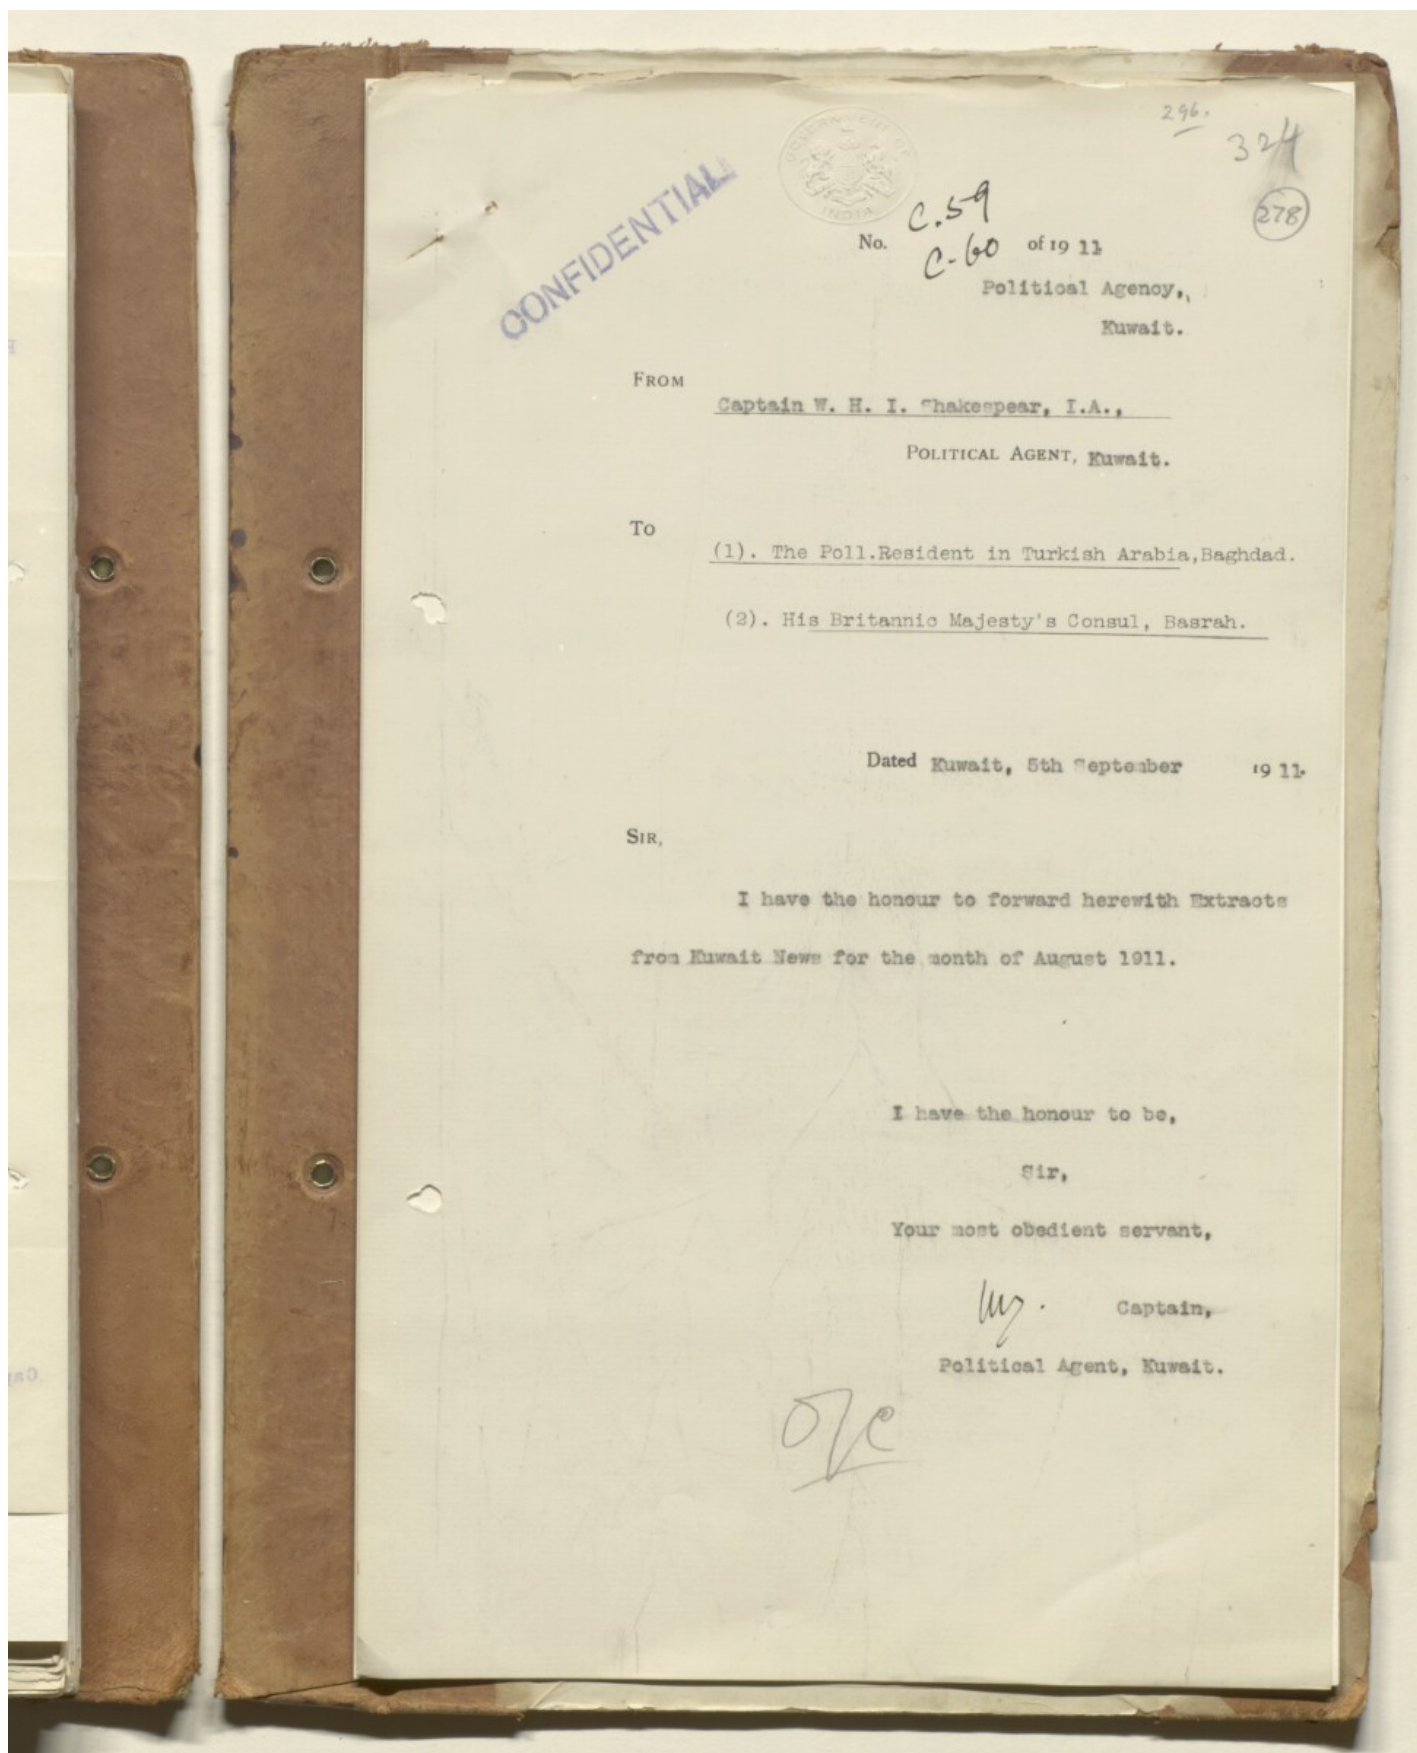 296.
324
278
GOVERNMENT OF
INDIA
CONFIDENTIAL
C.59
No. C-60 of 1911
Political Agency,
Kuwait.
FROM
Captain W. H. I. Shakespear, I.A.,
POLITICAL AGENT, Kuwait.
To
(1). The Poll.Resident in Turkish Arabia,Baghdad.
(2). His Britannic Majesty's Consul, Basrah.
Dated Kuwait, 5th September 1911.
SIR,
I have the honour to forward herewith Extracts
from Kuwait News for the month of August 1911.
I have the honour to be,
Sir,
Your most obedient servant,
Captain,
Political Agent, Kuwait.
O/C